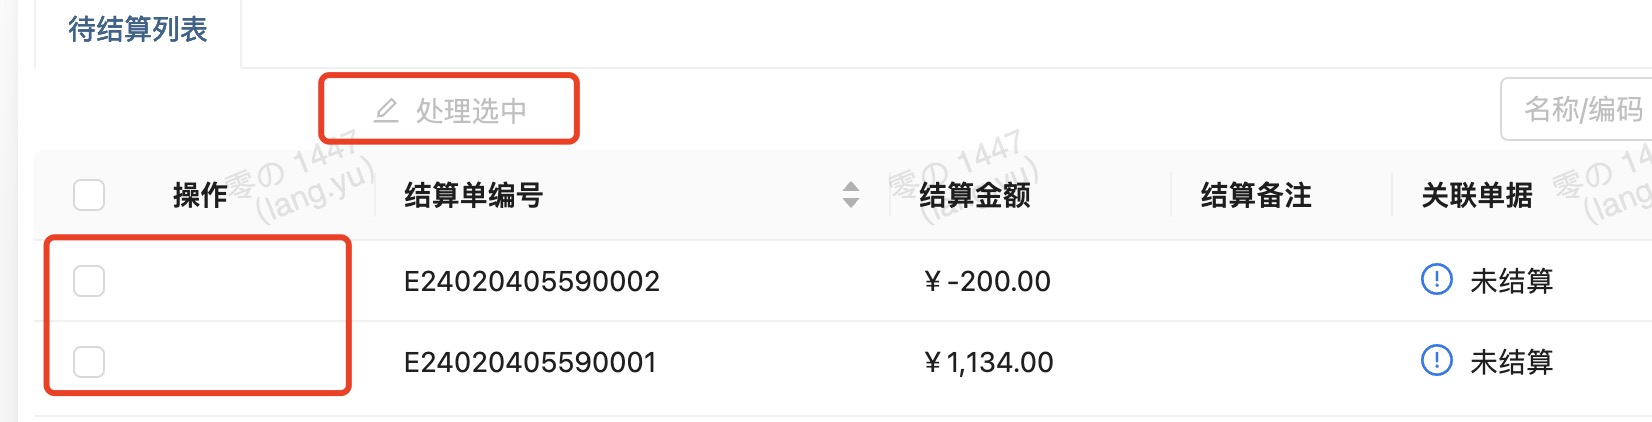 待结算列表
处理选中
名称/编码
操作 结算单编号 结算金额 结算备注 关联单据
零の 1447 零の 1447 零の 14
(lang.yu) (lang.yu) (lang
E24020405590002 ￥-200.00 未结算
E24020405590001 ￥1,134.00 未结算